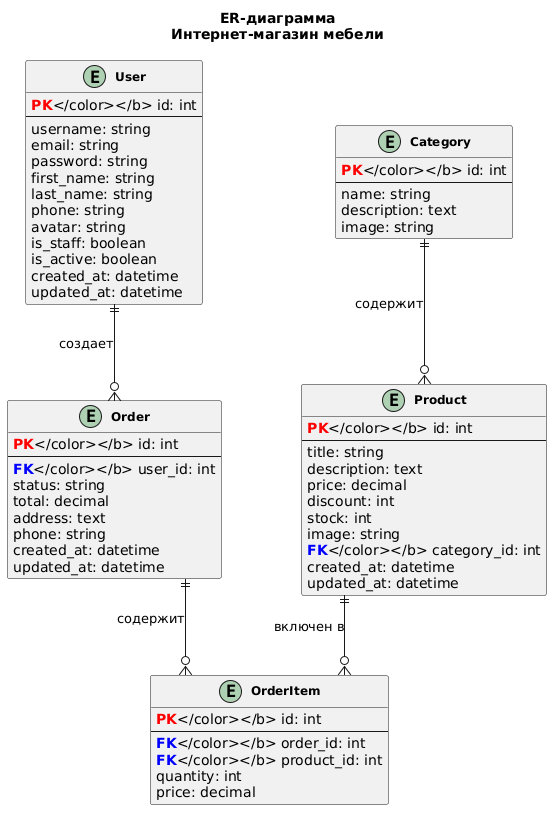 ER-диаграмма
Интернет-магазин мебели
E User
PK</color></b> id: int
username: string
email: string
password: string
first_name: string
last_name: string
phone: string
avatar: string
is_staff: boolean
is_active: boolean
created_at: datetime
updated_at: datetime
E Category
PK</color></b> id: int
name: string
description: text
image: string
создает
содержит
E Order
PK</color></b> id: int
FK</color></b> user_id: int
status: string
total: decimal
address: text
phone: string
created_at: datetime
updated_at: datetime
E Product
PK</color></b> id: int
title: string
description: text
price: decimal
discount: int
stock: int
image: string
FK</color></b> category_id: int
created_at: datetime
updated_at: datetime
содержит
включен в
E OrderItem
PK</color></b> id: int
FK</color></b> order_id: int
FK</color></b> product_id: int
quantity: int
price: decimal